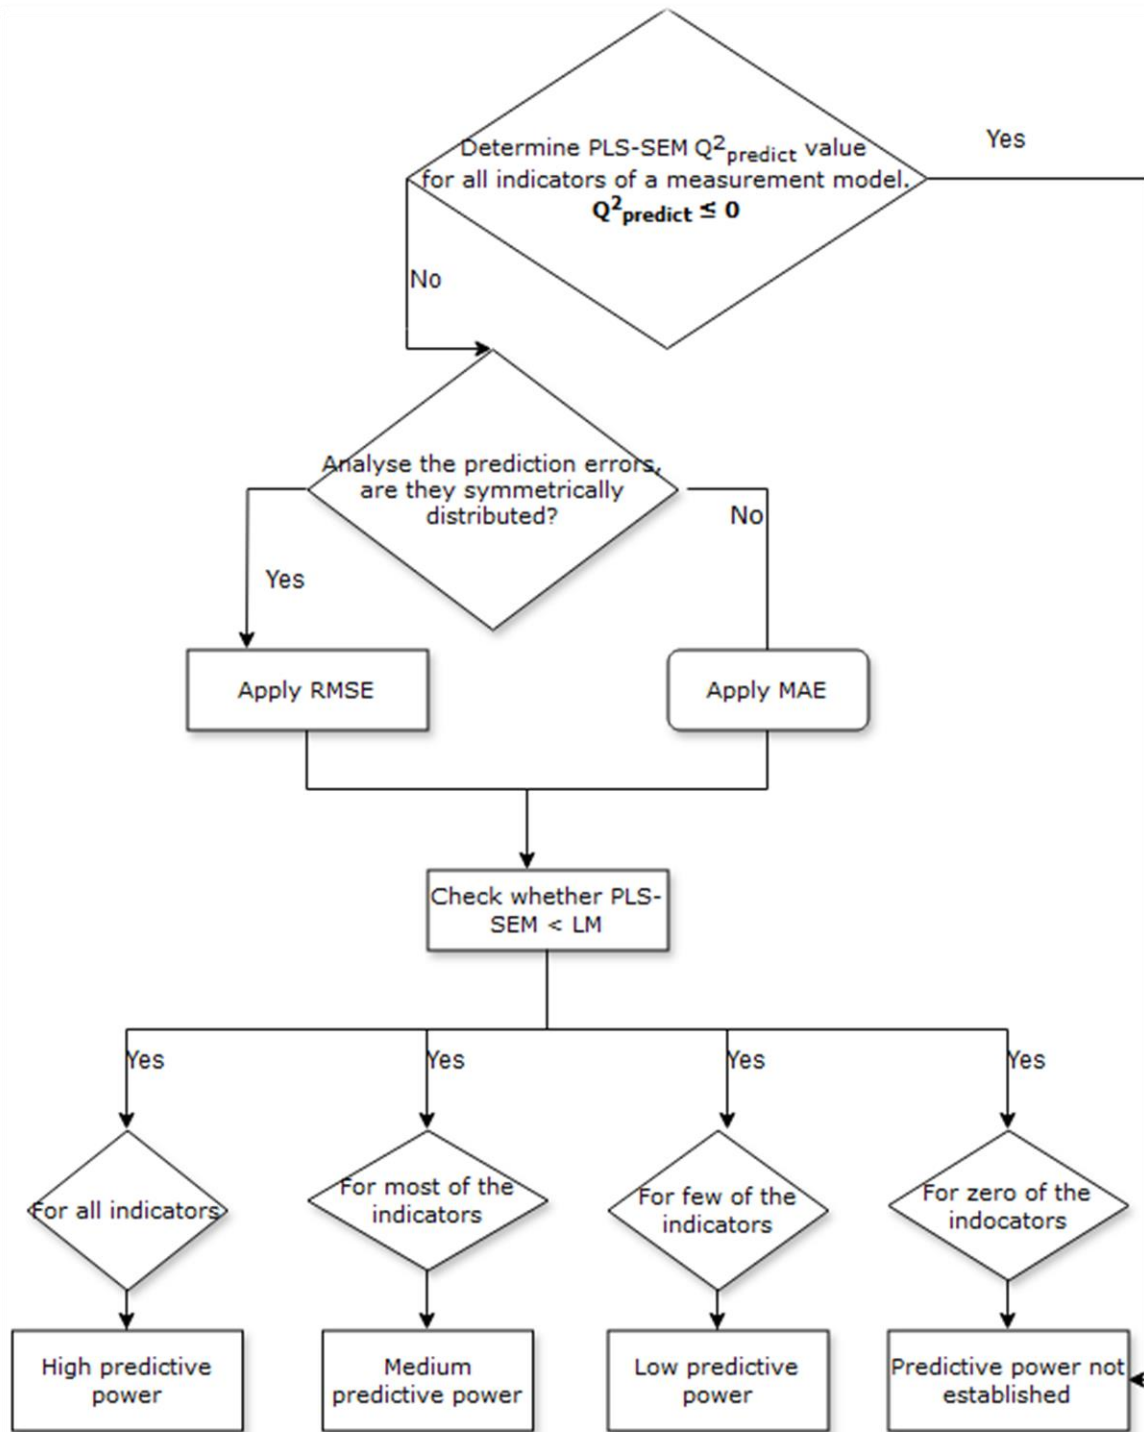 Determine PLS-SEM Q²predict value
for all indicators of a measurement model.
Q²predict ≤ 0
Yes
No
Analyse the prediction errors,
are they symmetrically
distributed?
No
Yes
Apply RMSE
Apply MAE
Check whether PLS-
SEM < LM
Yes
Yes
Yes
Yes
For all indicators
For most of the
indicators
For few of the
indicators
For zero of the
indocators
High predictive
power
Medium
predictive power
Low predictive
power
Predictive power not
established